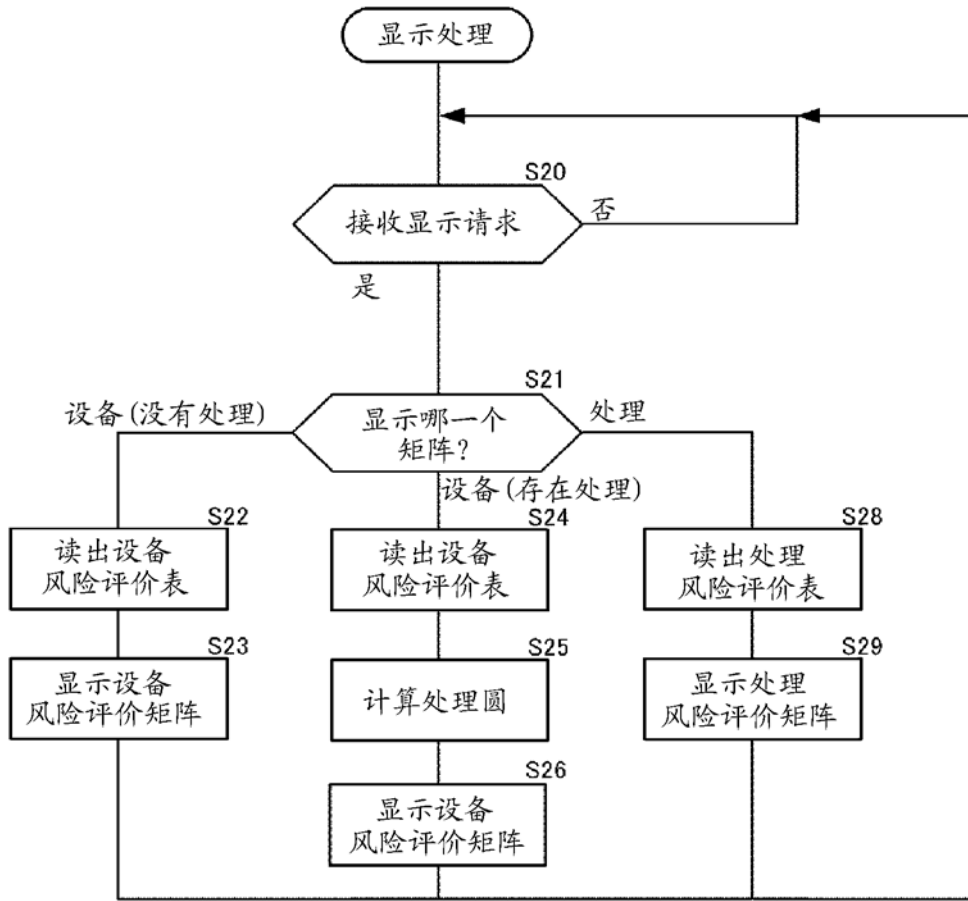 显示处理
S20
接收显示请求
否
是
S21
设备(没有处理)
显示哪一个
矩阵?
处理
设备(存在处理)
S22
读出设备
风险评价表
S24
读出设备
风险评价表
S28
读出处理
风险评价表
S23
显示设备
风险评价矩阵
S25
计算处理圆
S29
显示处理
风险评价矩阵
S26
显示设备
风险评价矩阵